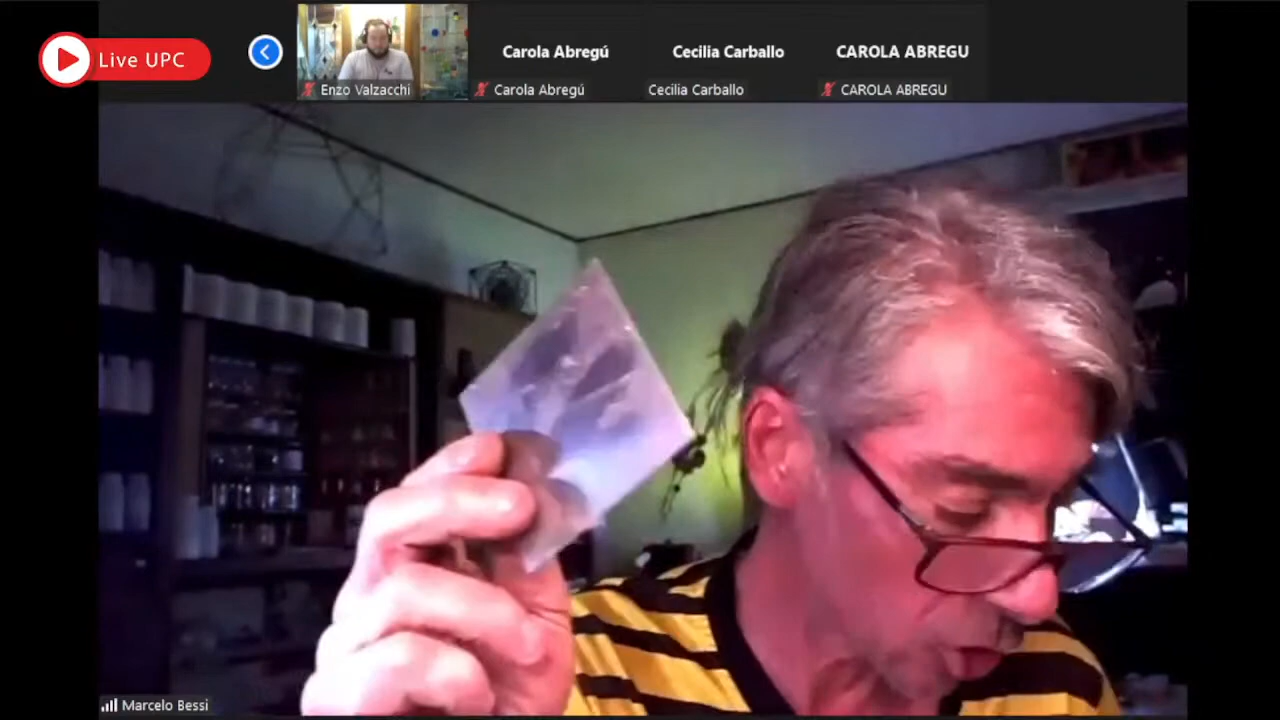 Live UPC
Carola Abregú
Cecilia Carballo
CAROLA ABREGU
Enzo Valzacchi
Carola Abregú
Cecilia Carballo
CAROLA ABREGU
Marcelo Bessi